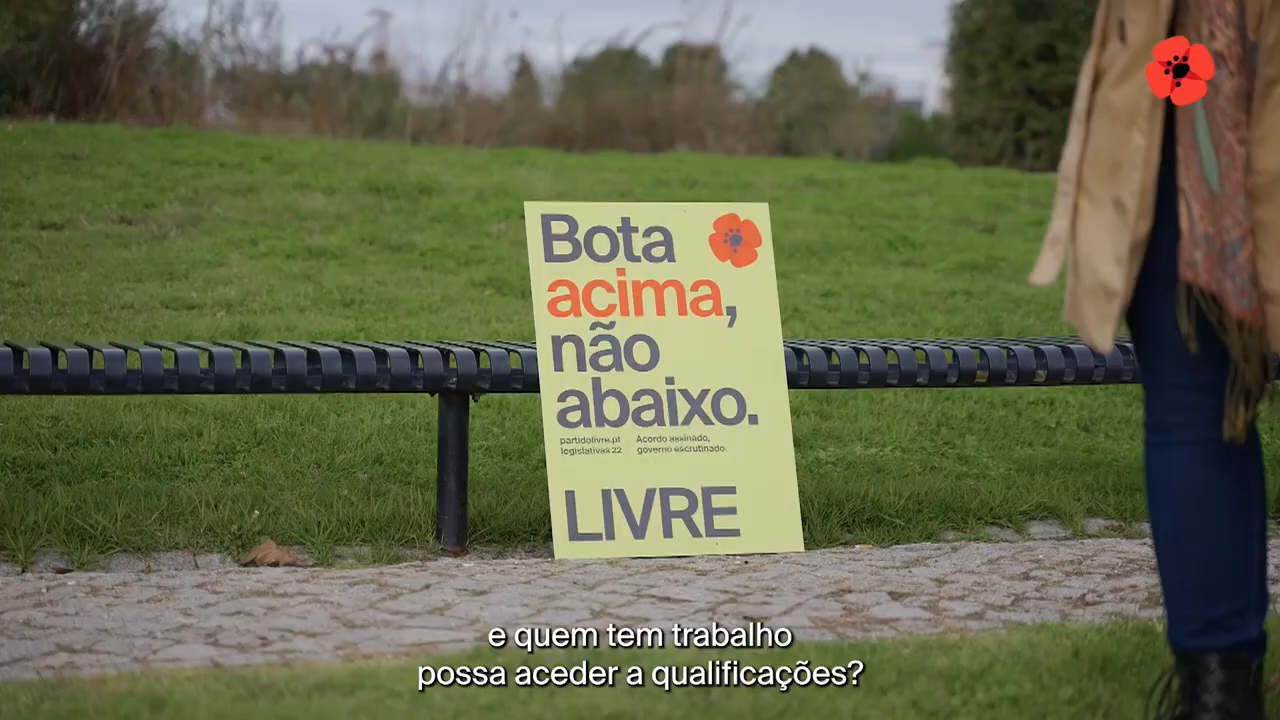 Bota
acima,
não
abaixo.
partidolivre.pt
legislativas 22
Acordo assinado,
governo escrutinado.
LIVRE
e quem tem trabalho
possa aceder a qualificações?